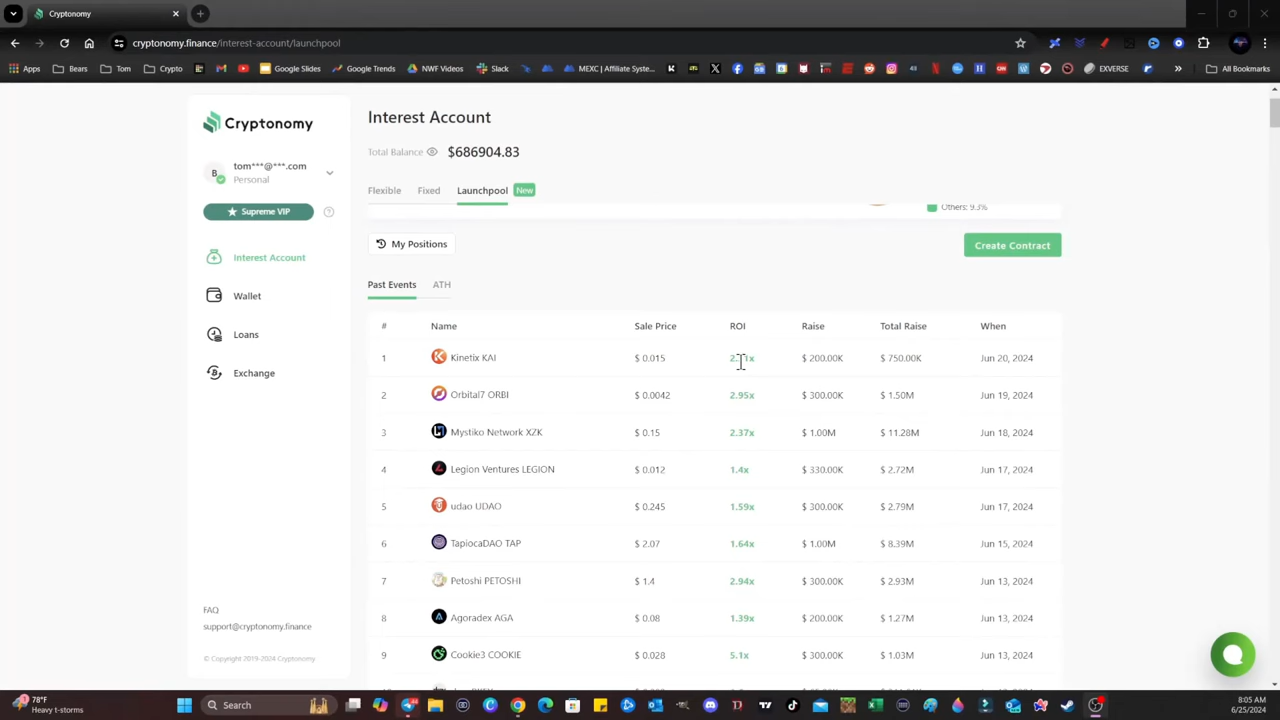 Cryptonomy
cryptonomy.finance/interest-account/launchpool
Apps
Bears
Tom
Crypto
Google Slides
Google Trends
NWF Videos
Slack
MEXC | Affiliate Syste...
EXVERSE
All Bookmarks
Cryptonomy
tom***@***.com
B
Personal
Supreme VIP
Interest Account
Wallet
Loans
Exchange
FAQ
support@cryptonomy.finance
© Copyright 2019-2024 Cryptonomy
Interest Account
Total Balance $686904.83
Flexible Fixed Launchpool New
Others: 9.3%
My Positions
Create Contract
Past Events ATH
# Name Sale Price ROI Raise Total Raise When
1 Kinetix KAI $ 0.015 $ 200.00K $ 750.00K Jun 20, 2024
2 Orbital7 ORBI $ 0.0042 2.95x $ 300.00K $ 1.50M Jun 19, 2024
3 Mystiko Network XZK $ 0.15 2.37x $ 1.00M $ 11.28M Jun 18, 2024
4 Legion Ventures LEGION $ 0.012 1.4x $ 330.00K $ 2.72M Jun 17, 2024
5 udao UDAO $ 0.245 1.59x $ 300.00K $ 2.79M Jun 17, 2024
6 TapiocaDAO TAP $ 2.07 1.64x $ 1.00M $ 8.39M Jun 15, 2024
7 Petoshi PETOSHI $ 1.4 2.94x $ 300.00K $ 2.93M Jun 13, 2024
8 Agoradex AGA $ 0.08 1.39x $ 200.00K $ 1.27M Jun 13, 2024
9 Cookie3 COOKIE $ 0.028 5.1x $ 300.00K $ 1.03M Jun 13, 2024
78°F
Heavy t-storms
Search
8:05 AM
6/25/2024